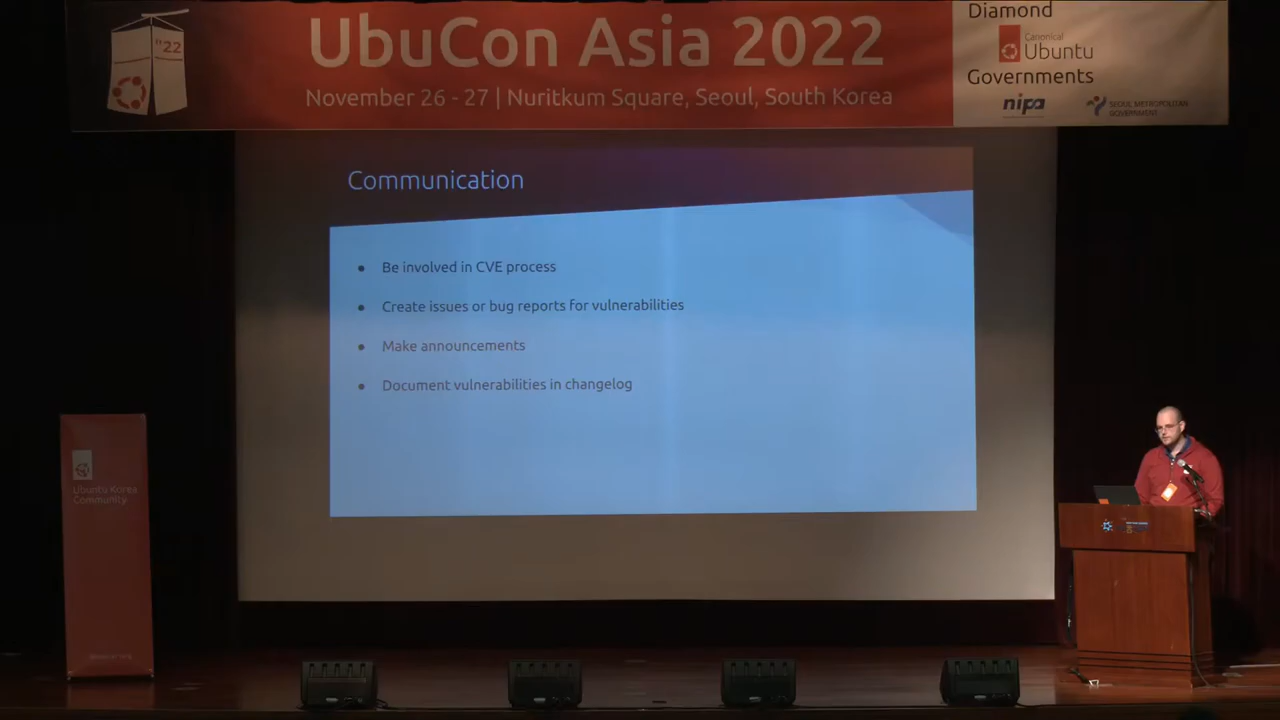 "22
UbuCon Asia 2022
November 26 - 27 | Nuritkum Square, Seoul, South Korea
Diamond
Canonical
Ubuntu
Governments
nipa
SEOUL METROPOLITAN
GOVERNMENT
Communication
Be involved in CVE process
Create issues or bug reports for vulnerabilities
Make announcements
Document vulnerabilities in changelog
Ubuntu Korea
Community